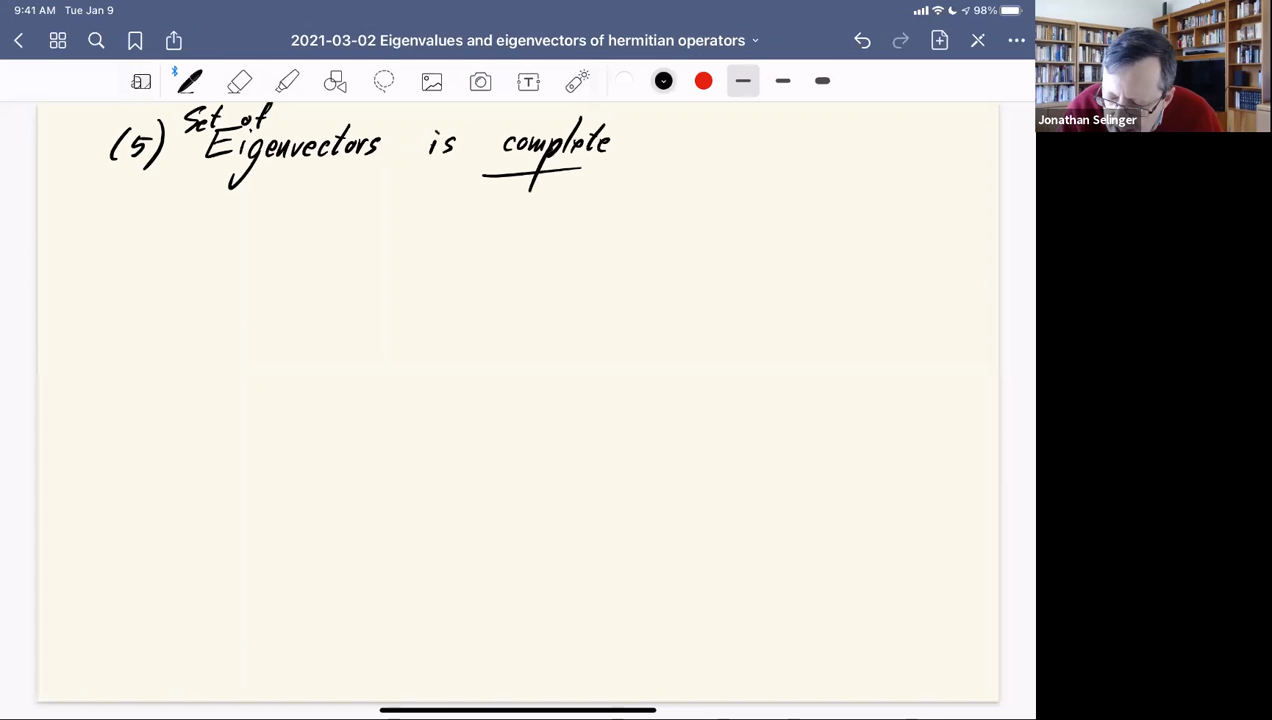 9:41 AM Tue Jan 9
98%
2021-03-02 Eigenvalues and eigenvectors of hermitian operators
T
Jonathan Selinger
Set of
(5) Eigenvectors is complete